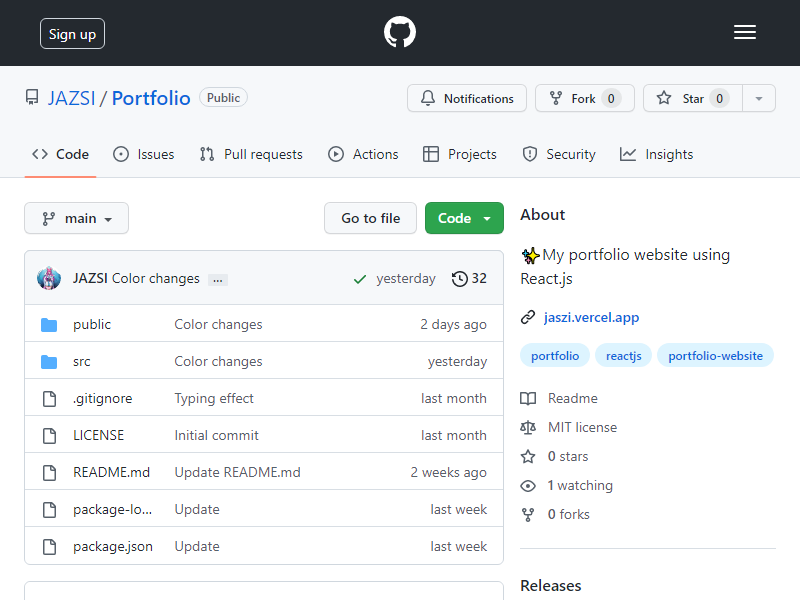 Sign up
JAZSI / Portfolio Public
Notifications Fork 0 Star 0
Code Issues Pull requests Actions Projects Security Insights
main Go to file Code
JAZSI Color changes ... yesterday 32
public Color changes 2 days ago
src Color changes yesterday
.gitignore Typing effect last month
LICENSE Initial commit last month
README.md Update README.md 2 weeks ago
package-lo... Update last week
package.json Update last week
About
✨My portfolio website using
React.js
jaszi.vercel.app
portfolio reactjs portfolio-website
Readme
MIT license
0 stars
1 watching
0 forks
Releases